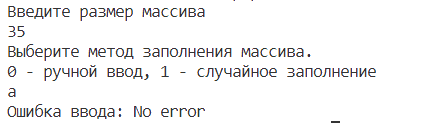 Введите размер массива
35
Выберите метод заполнения массива.
0 - ручной ввод, 1 - случайное заполнение
а
Ошибка ввода: No error